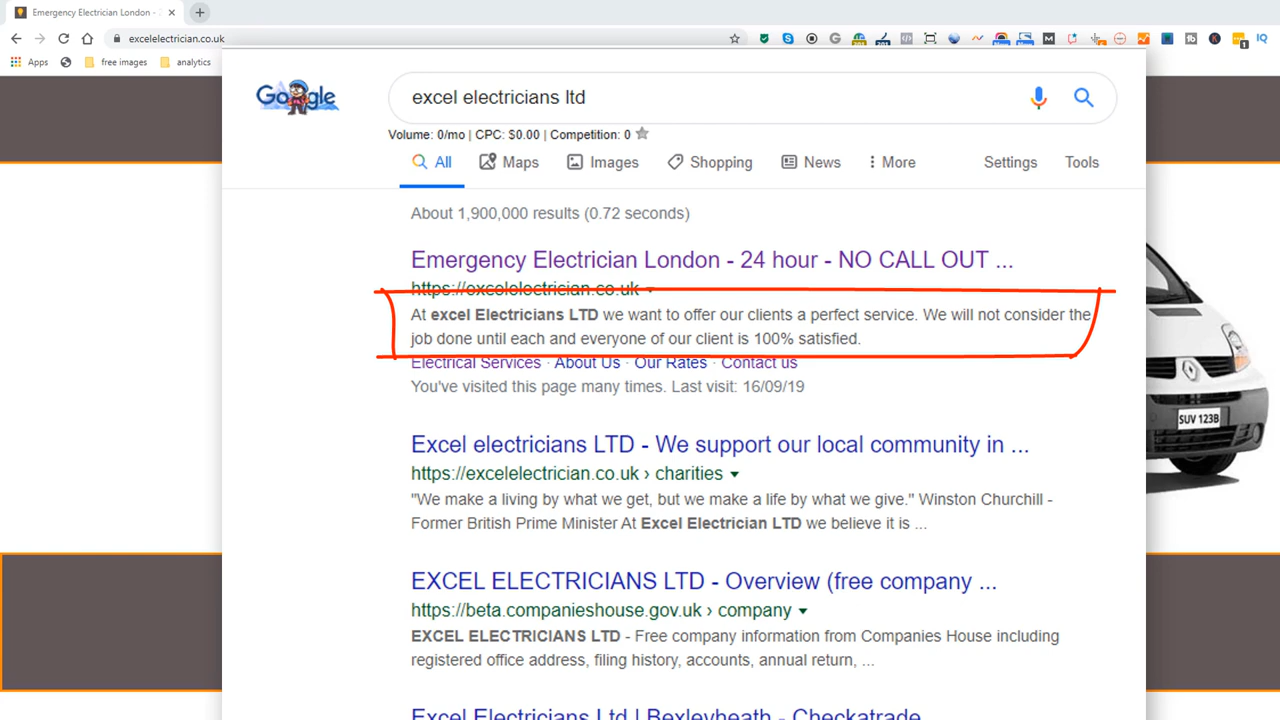 Emergency Electrician London -
excelelectrician.co.uk
Apps
free images
analytics
Google
excel electricians ltd
Volume: 0/mo | CPC: $0.00 | Competition: 0
All
Maps
Images
Shopping
News
More
Settings
Tools
About 1,900,000 results (0.72 seconds)
Emergency Electrician London - 24 hour - NO CALL OUT ...
https://excelelectrician.co.uk
At excel Electricians LTD we want to offer our clients a perfect service. We will not consider the
job done until each and everyone of our client is 100% satisfied.
Electrical Services · About Us · Our Rates · Contact us
You've visited this page many times. Last visit: 16/09/19
Excel electricians LTD - We support our local community in ...
https://excelelectrician.co.uk › charities
"We make a living by what we get, but we make a life by what we give." Winston Churchill -
Former British Prime Minister At Excel Electrician LTD we believe it is ...
EXCEL ELECTRICIANS LTD - Overview (free company ...
https://beta.companieshouse.gov.uk › company
EXCEL ELECTRICIANS LTD - Free company information from Companies House including
registered office address, filing history, accounts, annual return, ...
Excel Electricians Ltd | Bexleyheath - Checkatrade
SUV 123B